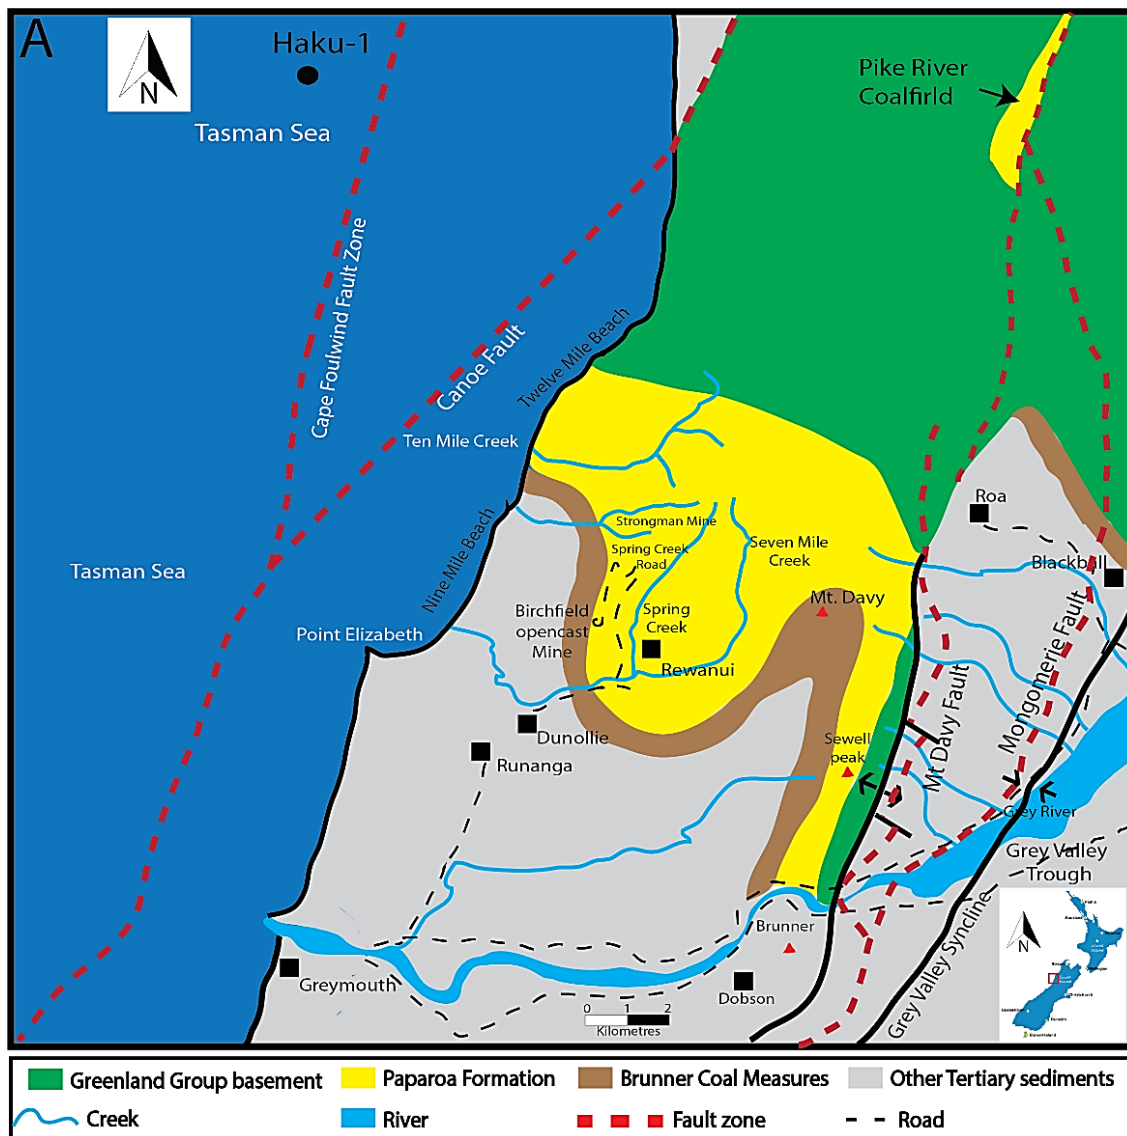 A
N
Haku-1
Tasman Sea
Pike River
Coalfirld
Cape Foulwind Fault Zone
Canoe Fault
Twelve Mile Beach
Ten Mile Creek
Nine Mile Beach
Tasman Sea
Point Elizabeth
Strongman Mine
Spring Creek
Road
Seven Mile
Creek
Roa
Blackball
Birchfield
opencast
Mine
Spring
Creek
Mt. Davy
Rewanui
Dunollie
Runanga
Sewell
peak
Mt Davy Fault
Mongomerie Fault
Grey River
Grey Valley
Trough
Grey Valley Syncline
Brunner
Greymouth
Dobson
0 1 2
Kilometres
N
Greenland Group basement
Paparoa Formation
Brunner Coal Measures
Other Tertiary sediments
Creek
River
Fault zone
Road